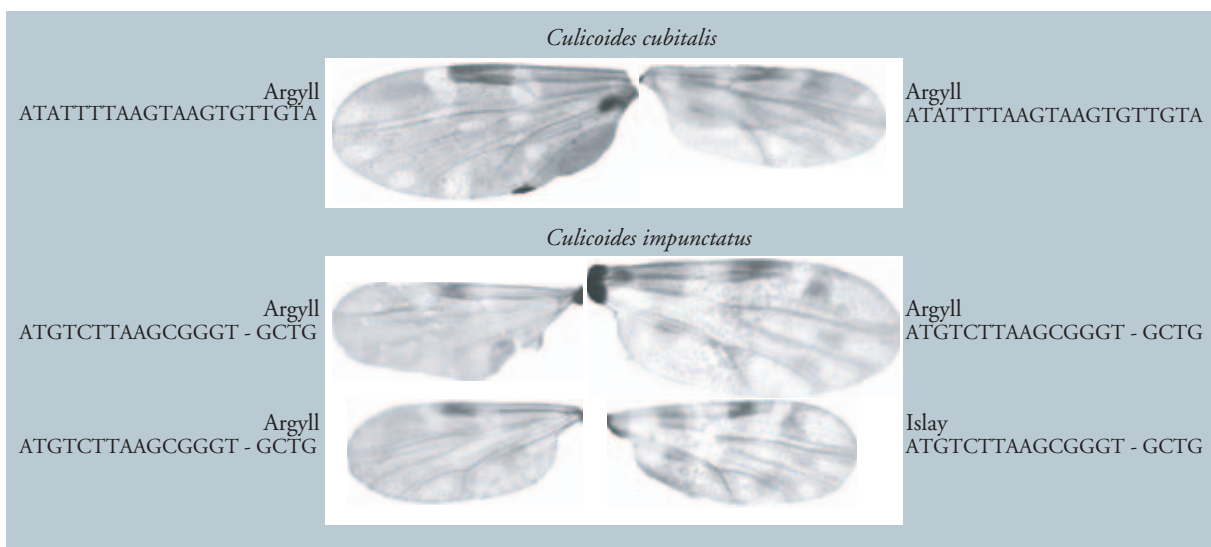 Culicoides cubitalis
Argyll
ATATTTTAAGTAAGTGTTGTA
Argyll
ATATTTTAAGTAAGTGTTGTA
Culicoides impunctatus
Argyll
ATGTCTTAAGCGGGT - GCTG
Argyll
ATGTCTTAAGCGGGT - GCTG
Argyll
ATGTCTTAAGCGGGT - GCTG
Islay
ATGTCTTAAGCGGGT - GCTG